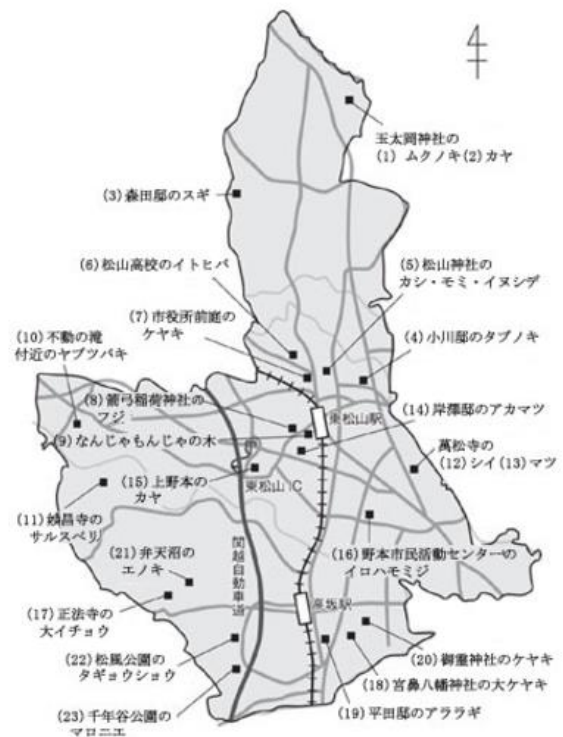 玉太岡神社の
(1) ムクノキ(2)カヤ
(3)森田邸のスギ
(6)松山高校のイトヒバ
(5)松山神社の
カシ・モミ・イヌシデ
(7)市役所前庭の
ケヤキ
(10)不動の滝
付近のヤブツバキ
(4)小川邸のタブノキ
(8)箭弓稲荷神社の
フジ
東松山駅
(14)岸澤邸のアカマツ
(9)なんじゃもんじゃの木
萬松寺の
(12)シイ(13)マツ
(15)上野本の
カヤ
東松山IC
(11)妙昌寺の
サルスベリ
関越自動車道
(16)野本市民活動センターの
イロハモミジ
(21)弁天沼の
エノキ
(17)正法寺の
大イチョウ
高坂駅
(22)松風公園の
タギョウショウ
(20)御霊神社のケヤキ
(18)宮鼻八幡神社の大ケヤキ
(19)平田邸のアララギ
(23)千年谷公園の
マロニエ